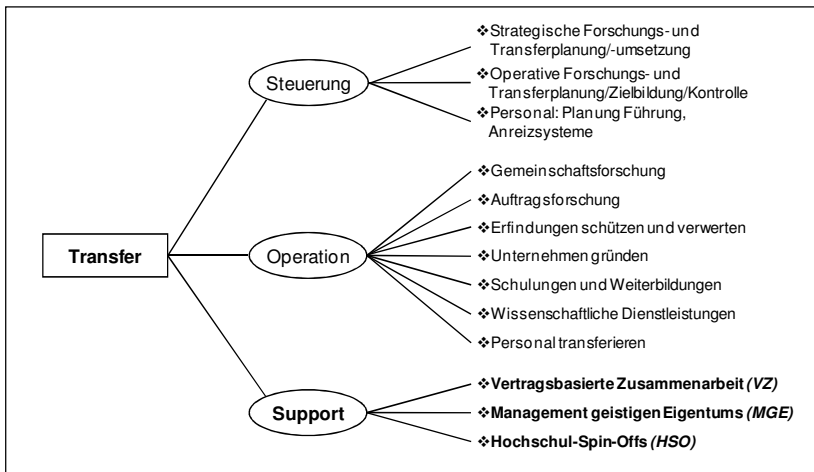 ❖Strategische Forschungs- und
Transferplanung/-umsetzung
Steuerung
❖Operative Forschungs- und
Transferplanung/Zielbildung/Kontrolle
❖Personal: Planung Führung,
Anreizsysteme
❖Gemeinschaftsforschung
❖Auftragsforschung
❖Erfindungen schützen und verwerten
Transfer
Operation
❖Unternehmen gründen
❖Schulungen und Weiterbildungen
❖Wissenschaftliche Dienstleistungen
❖Personal transferieren
❖Vertragsbasierte Zusammenarbeit (VZ)
Support
❖Management geistigen Eigentums (MGE)
❖Hochschul-Spin-Offs (HSO)